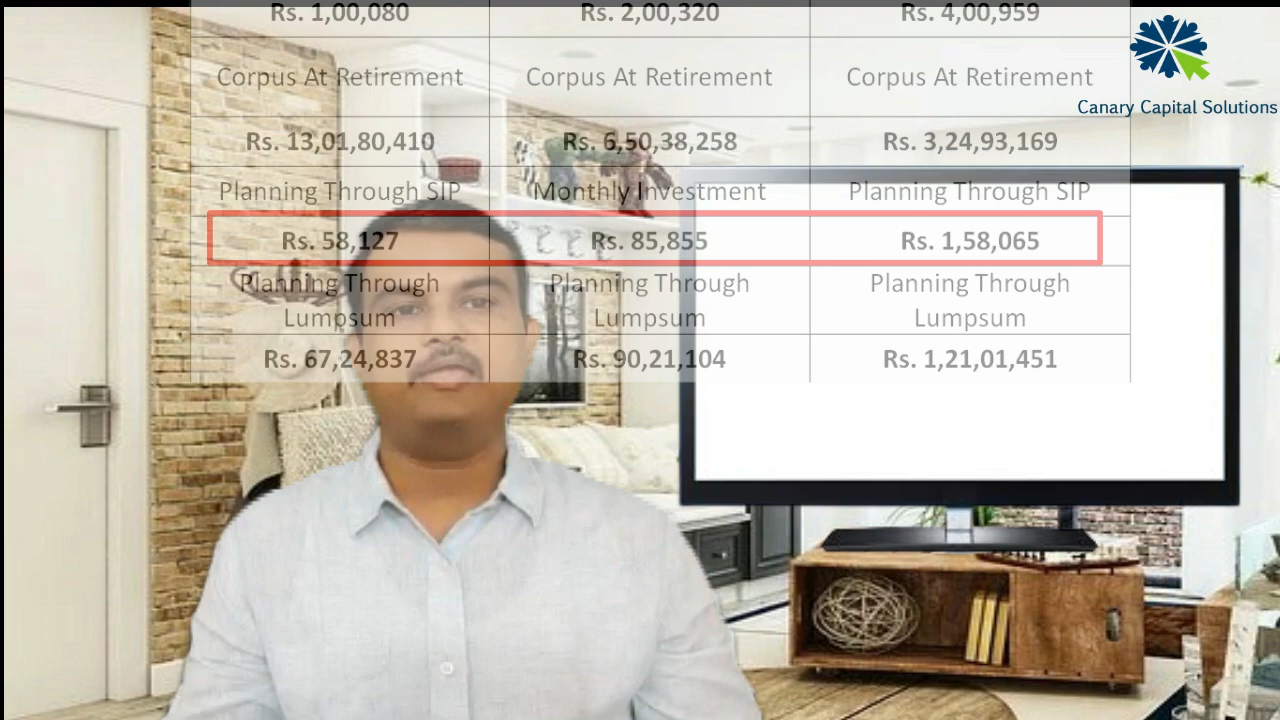 Rs. 1,00,080 Rs. 2,00,320 Rs. 4,00,959
Corpus At Retirement Corpus At Retirement Corpus At Retirement
Rs. 13,01,80,410 Rs. 6,50,38,258 Rs. 3,24,93,169
Planning Through SIP Monthly Investment Planning Through SIP
Rs. 58,127 Rs. 85,855 Rs. 1,58,065
Planning Through Planning Through Planning Through
Lumpsum Lumpsum Lumpsum
Rs. 67,24,837 Rs. 90,21,104 Rs. 1,21,01,451
Canary Capital Solutions